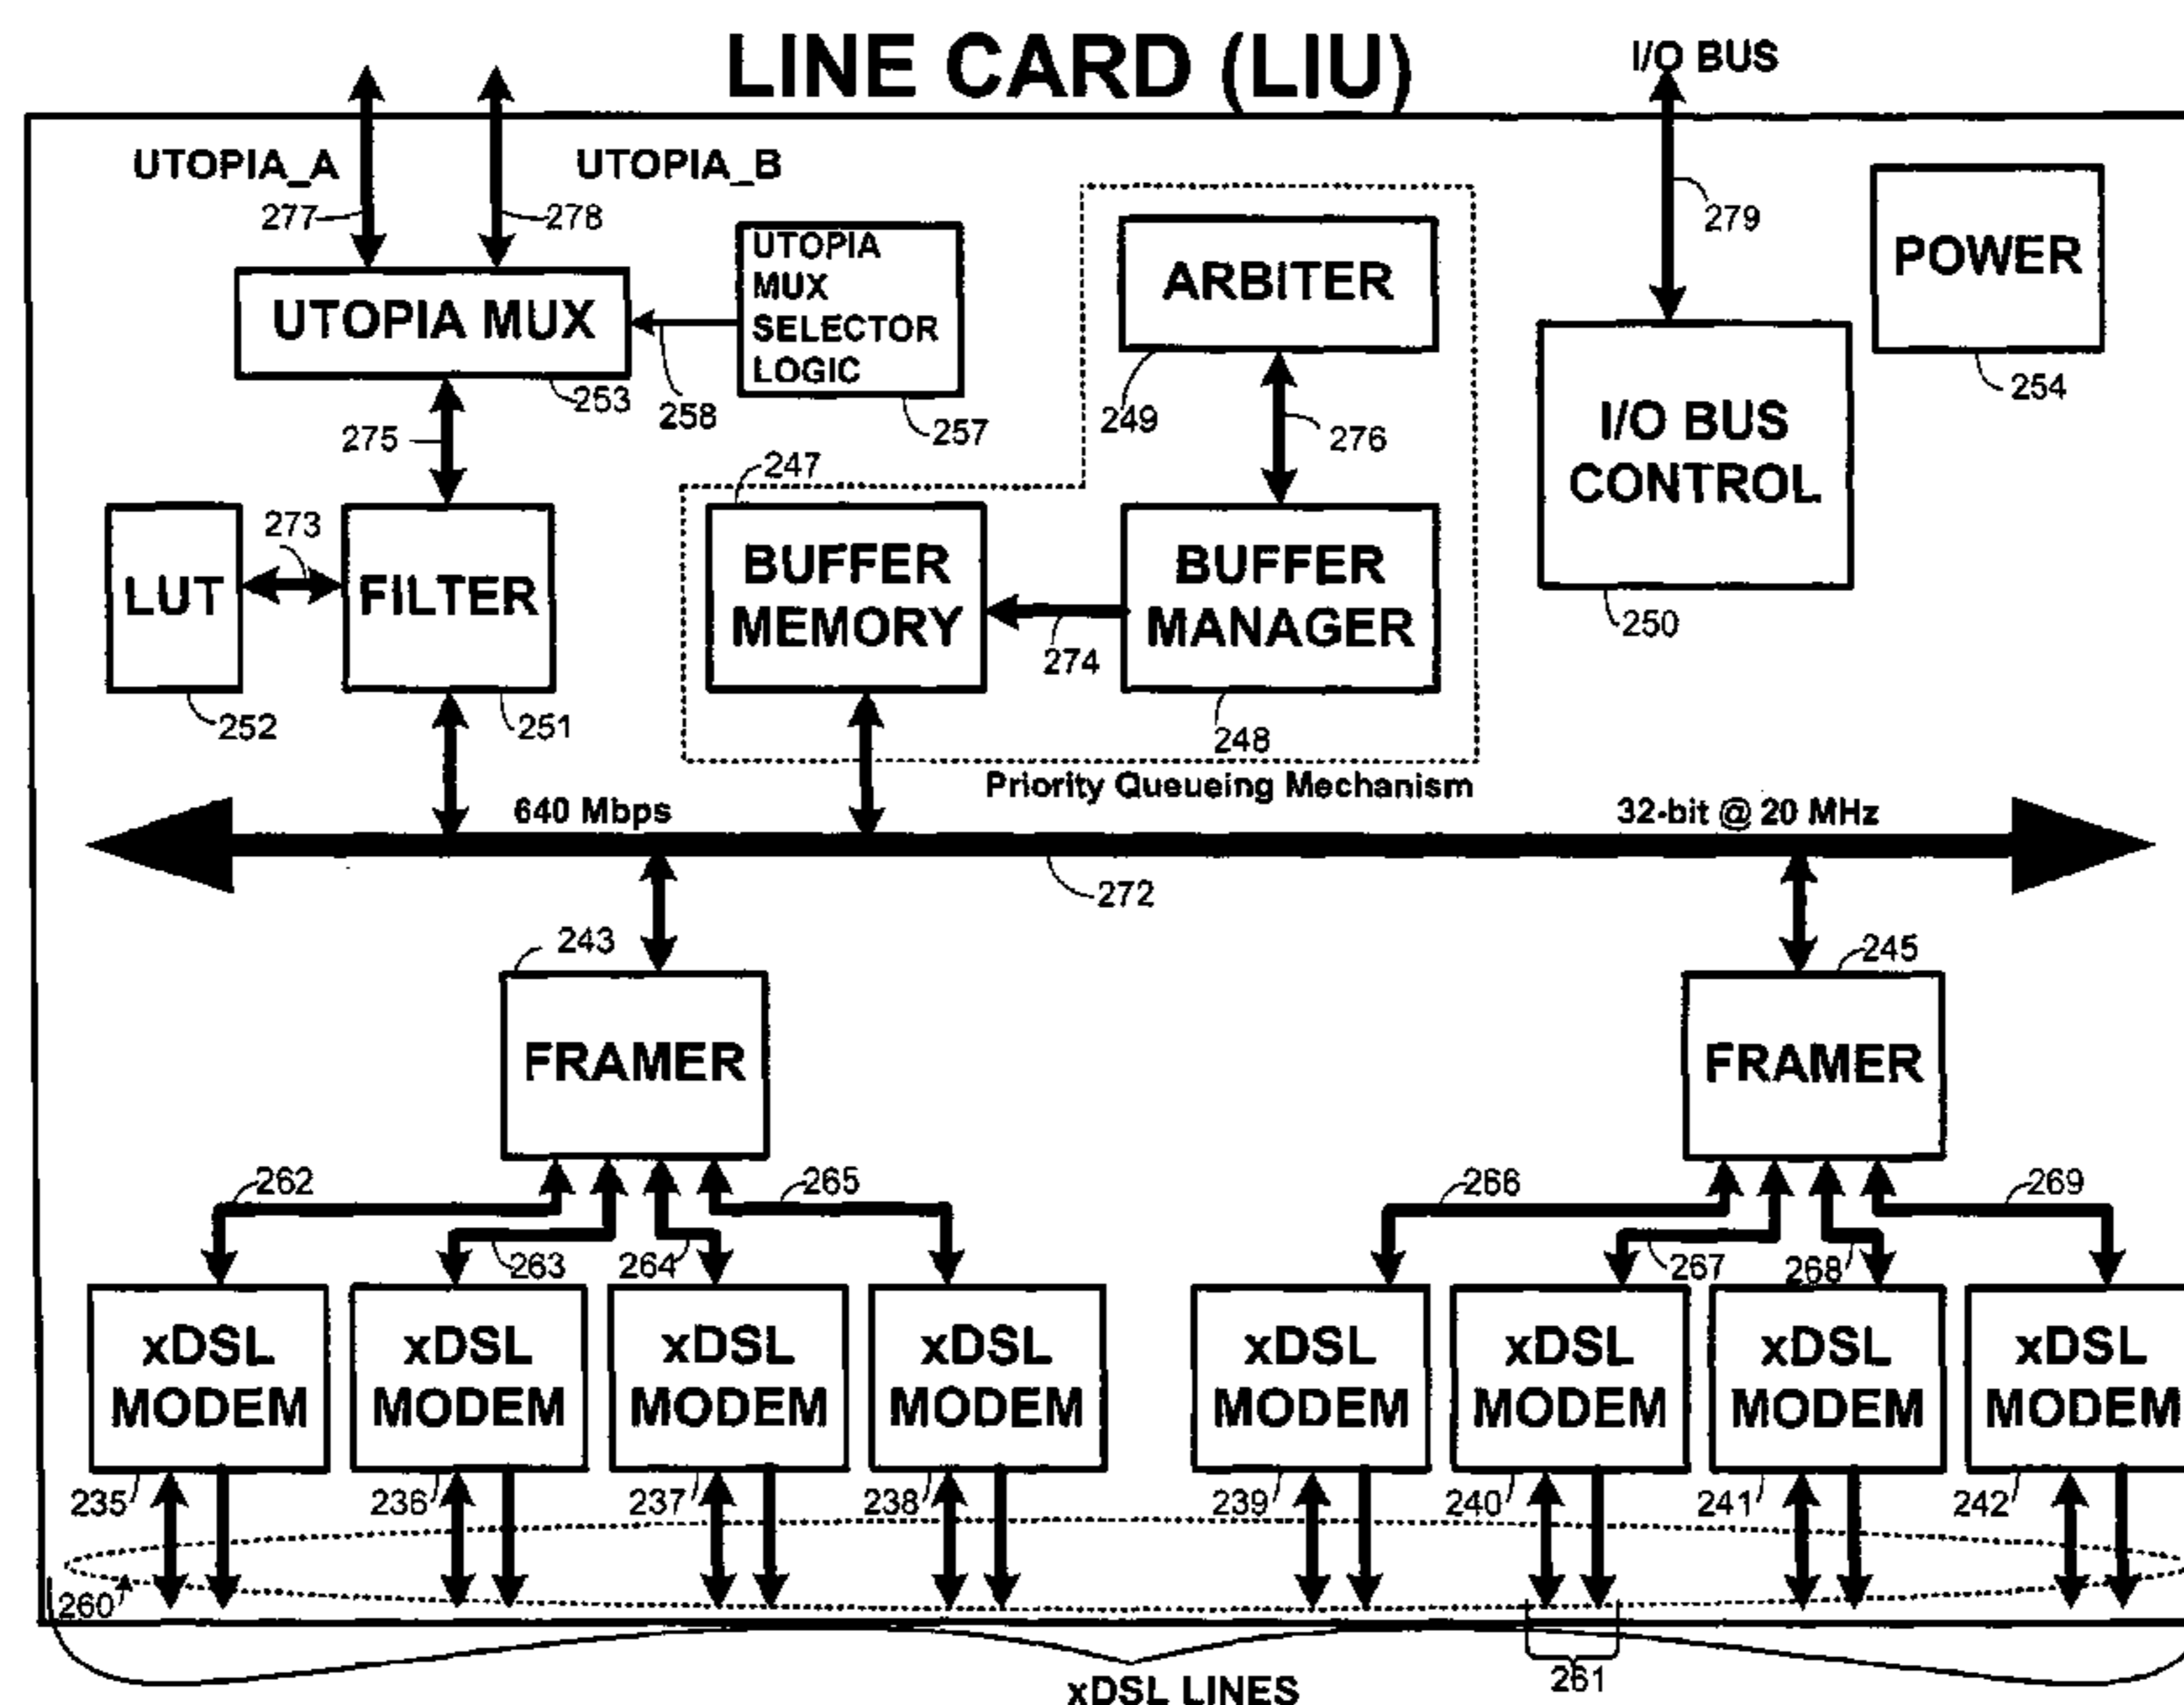 LINE CARD (LIU)
I/O BUS
UTOPIA_A
UTOPIA_B
277
278
279
UTOPIA MUX
253
UTOPIA
MUX
SELECTOR
LOGIC
258
257
ARBITER
249
276
POWER
254
I/O BUS
CONTROL
250
275
273
LUT
252
FILTER
251
247
BUFFER
MEMORY
274
BUFFER
MANAGER
248
Priority Queueing Mechanism
640 Mbps
32-bit @ 20 MHz
272
243
FRAMER
245
FRAMER
262
263
264
265
266
267
268
269
xDSL
MODEM
xDSL
MODEM
xDSL
MODEM
xDSL
MODEM
xDSL
MODEM
xDSL
MODEM
xDSL
MODEM
xDSL
MODEM
235
236
237
238
239
240
241
242
260
261
xDSL LINES